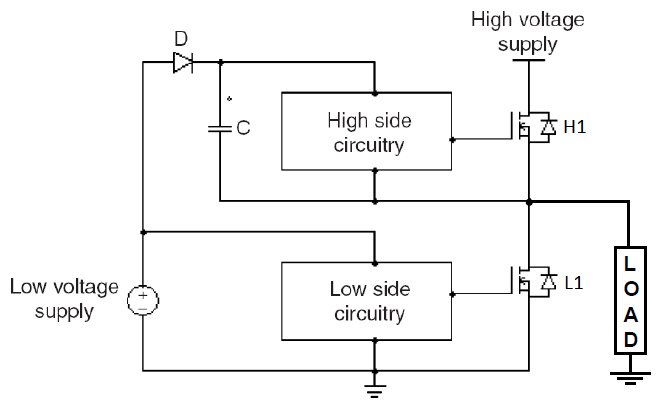 High voltage
supply
D
C
High side
circuitry
H1
Low voltage
supply
+
-
Low side
circuitry
L1
L
O
A
D